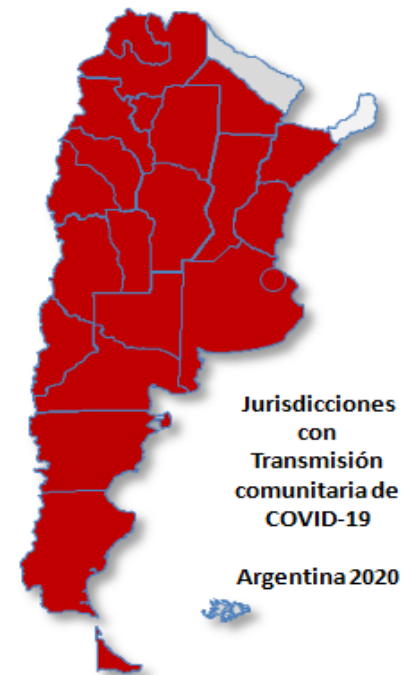 Jurisdicciones
con
Transmisión
comunitaria de
COVID-19
Argentina 2020